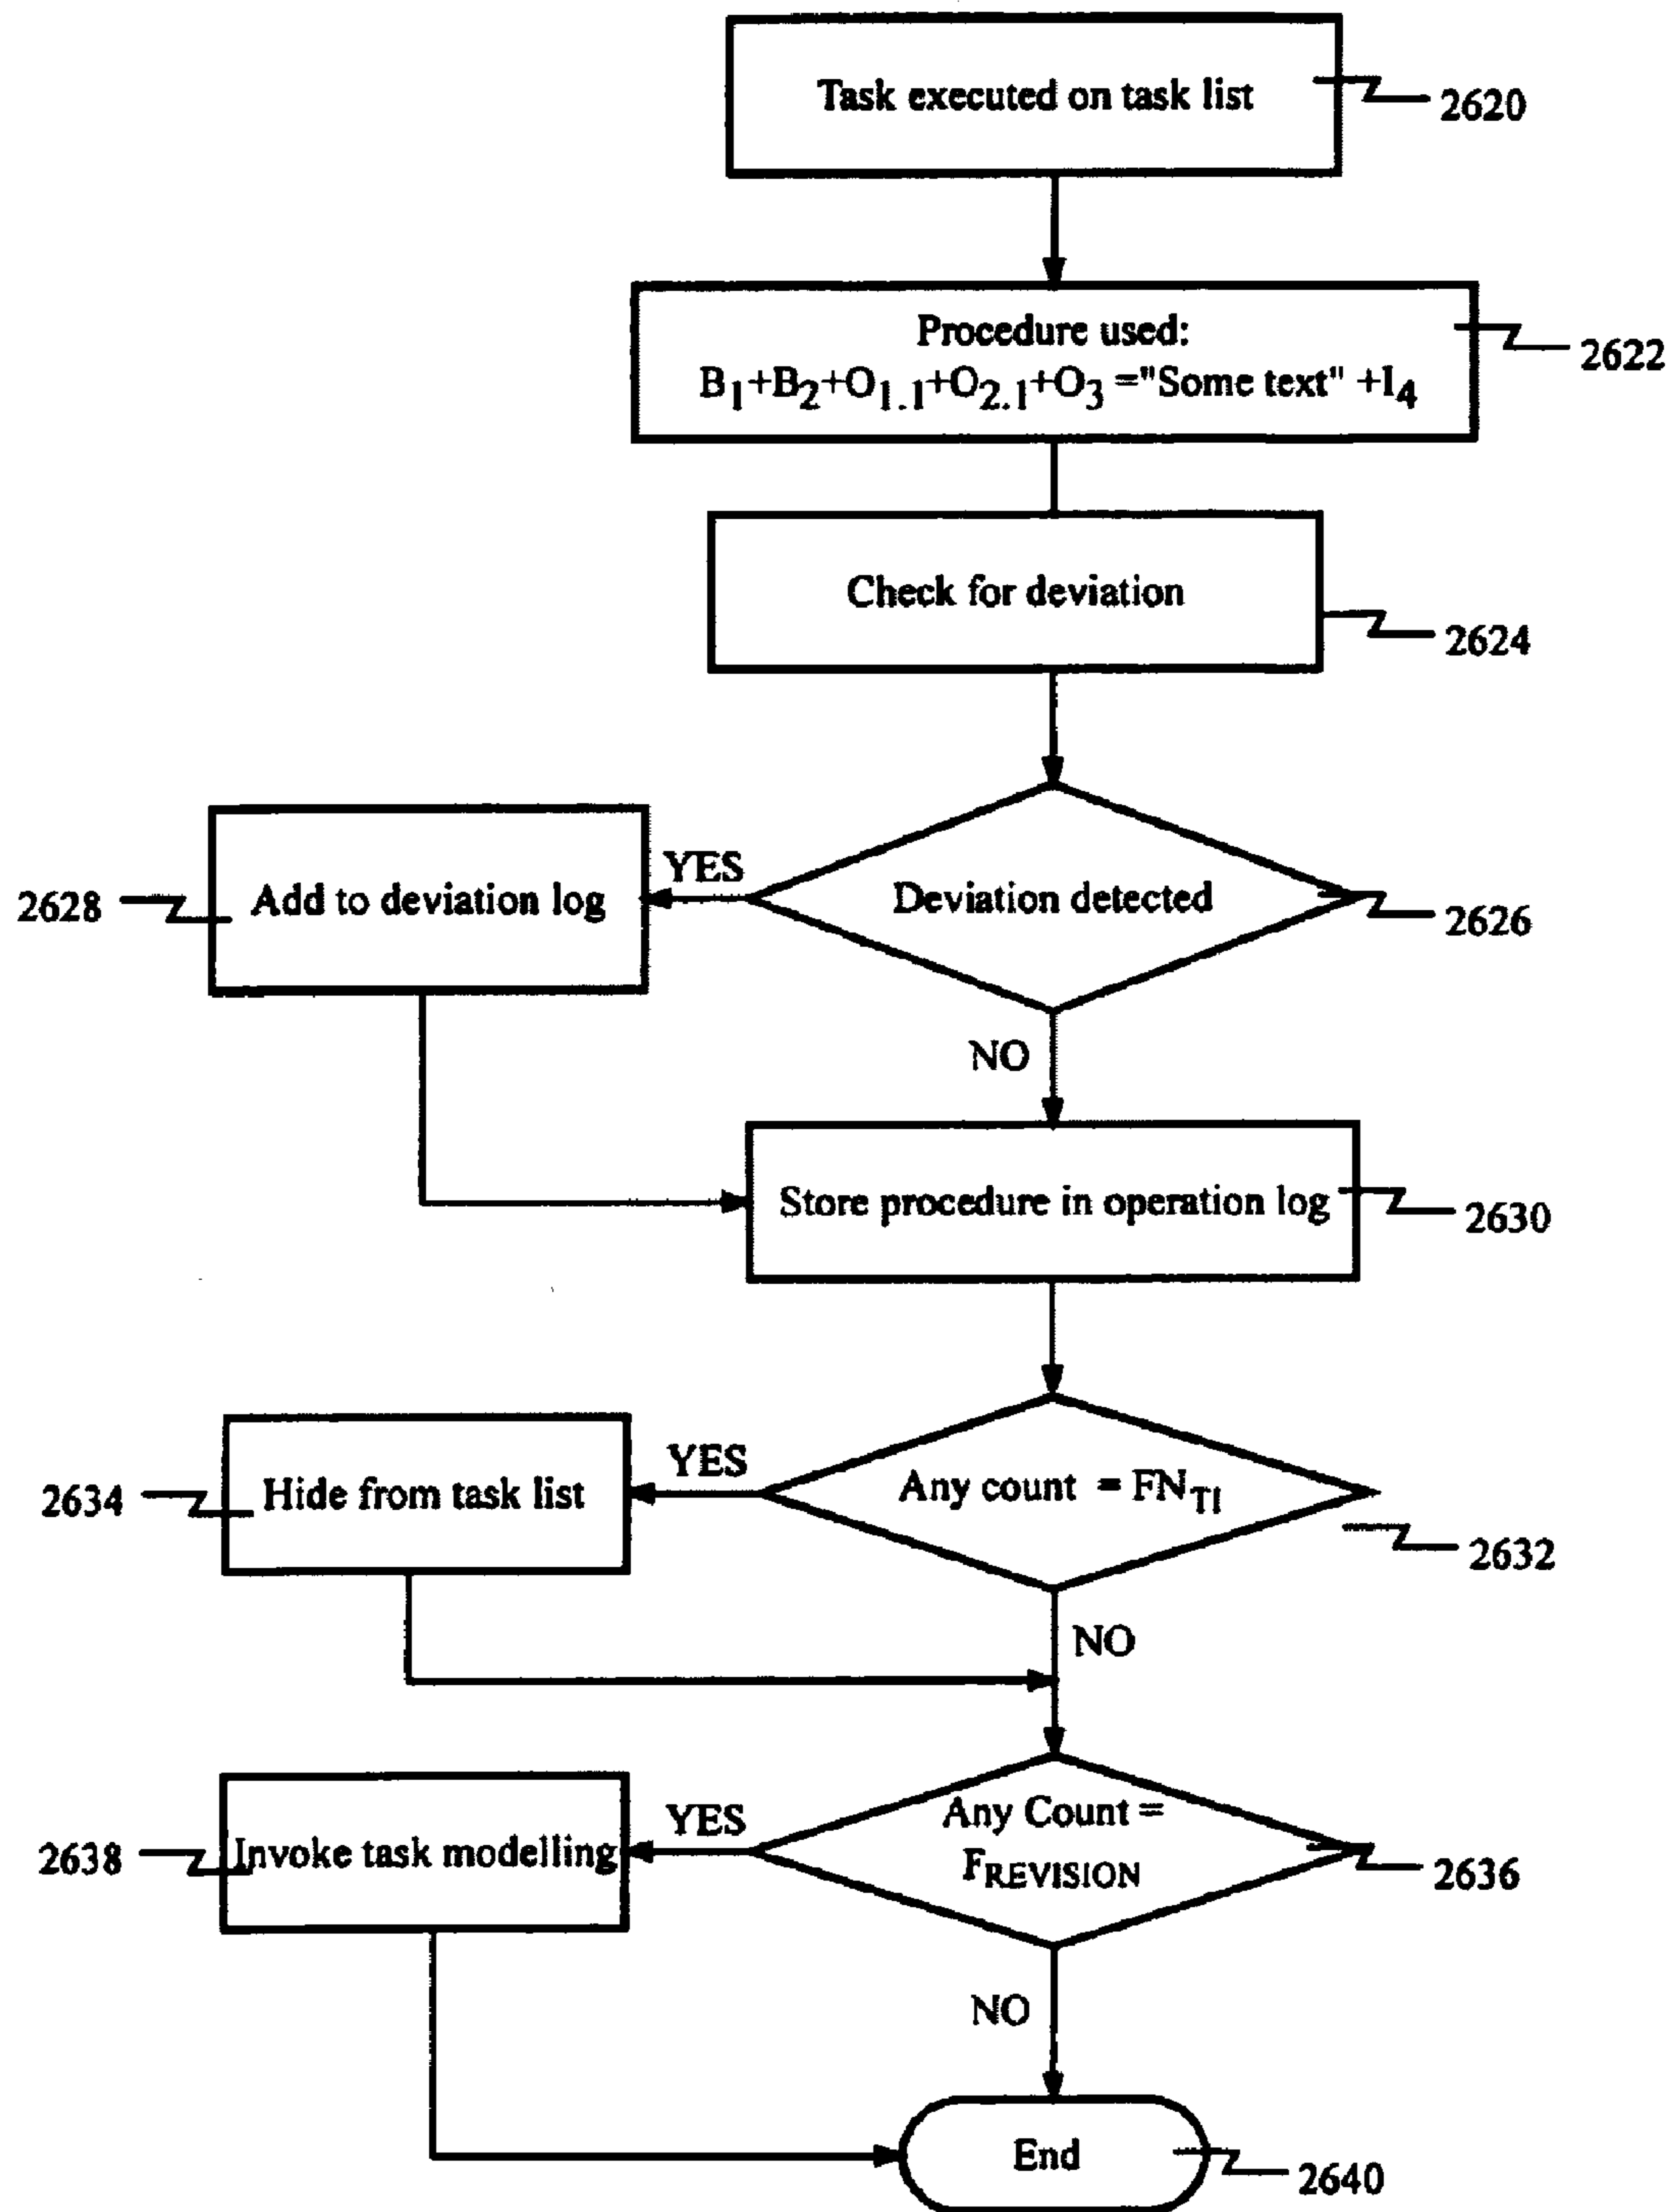 Task executed on task list
2620
Procedure used:
B1+B2+O1.1+O2.1+O3 ="Some text" +I4
2622
Check for deviation
2624
Deviation detected
2626
YES
Add to deviation log
2628
NO
Store procedure in operation log
2630
Any count = FNTI
2632
YES
Hide from task list
2634
NO
Any Count =
FREVISION
2636
YES
Invoke task modelling
2638
NO
End
2640